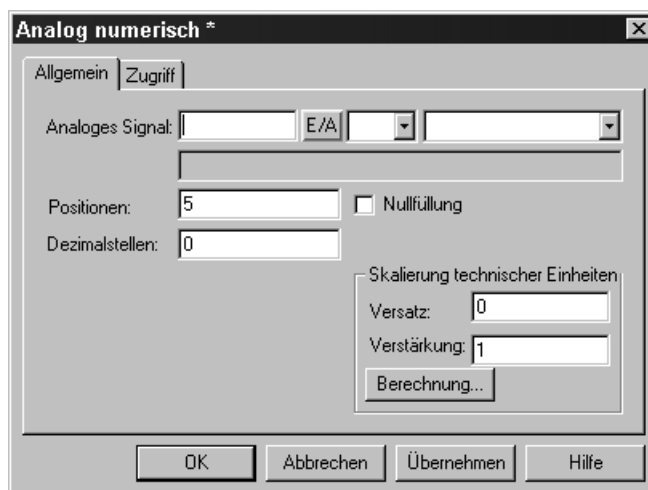 Analog numerisch *
Allgemein Zugriff
Analoges Signal: E/A
Positionen: 5 Nullfüllung
Dezimalstellen: 0
Skalierung technischer Einheiten
Versatz: 0
Verstärkung: 1
Berechnung...
OK Abbrechen Übernehmen Hilfe